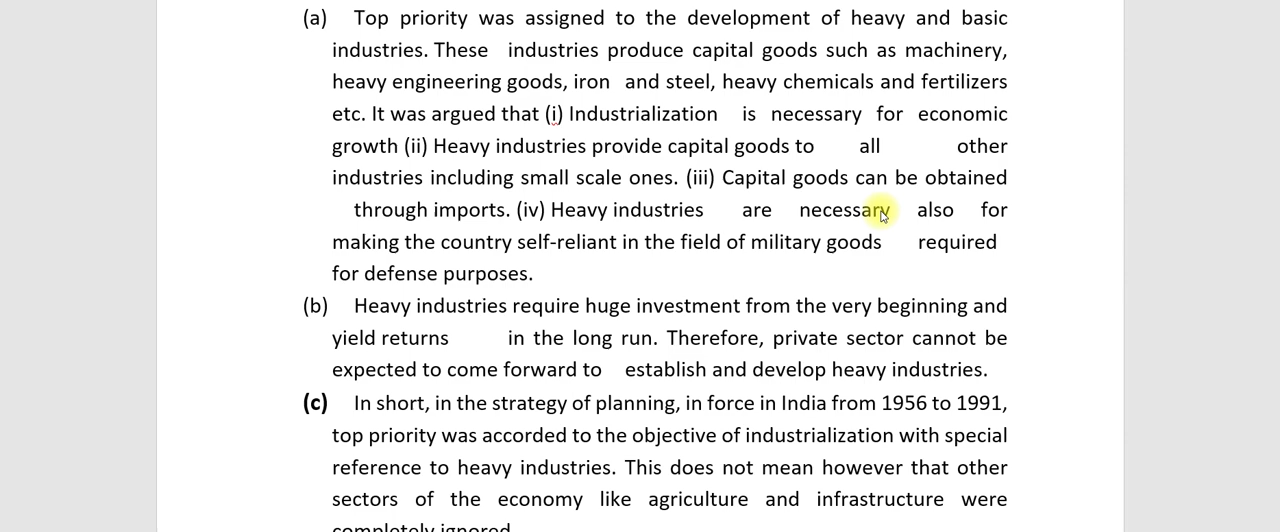 (a) Top priority was assigned to the development of heavy and basic
industries. These industries produce capital goods such as machinery,
heavy engineering goods, iron and steel, heavy chemicals and fertilizers
etc. It was argued that (i) Industrialization is necessary for economic
growth (ii) Heavy industries provide capital goods to all other
industries including small scale ones. (iii) Capital goods can be obtained
through imports. (iv) Heavy industries are necessary also for
making the country self-reliant in the field of military goods required
for defense purposes.
(b) Heavy industries require huge investment from the very beginning and
yield returns in the long run. Therefore, private sector cannot be
expected to come forward to establish and develop heavy industries.
(c) In short, in the strategy of planning, in force in India from 1956 to 1991,
top priority was accorded to the objective of industrialization with special
reference to heavy industries. This does not mean however that other
sectors of the economy like agriculture and infrastructure were
completely ignored